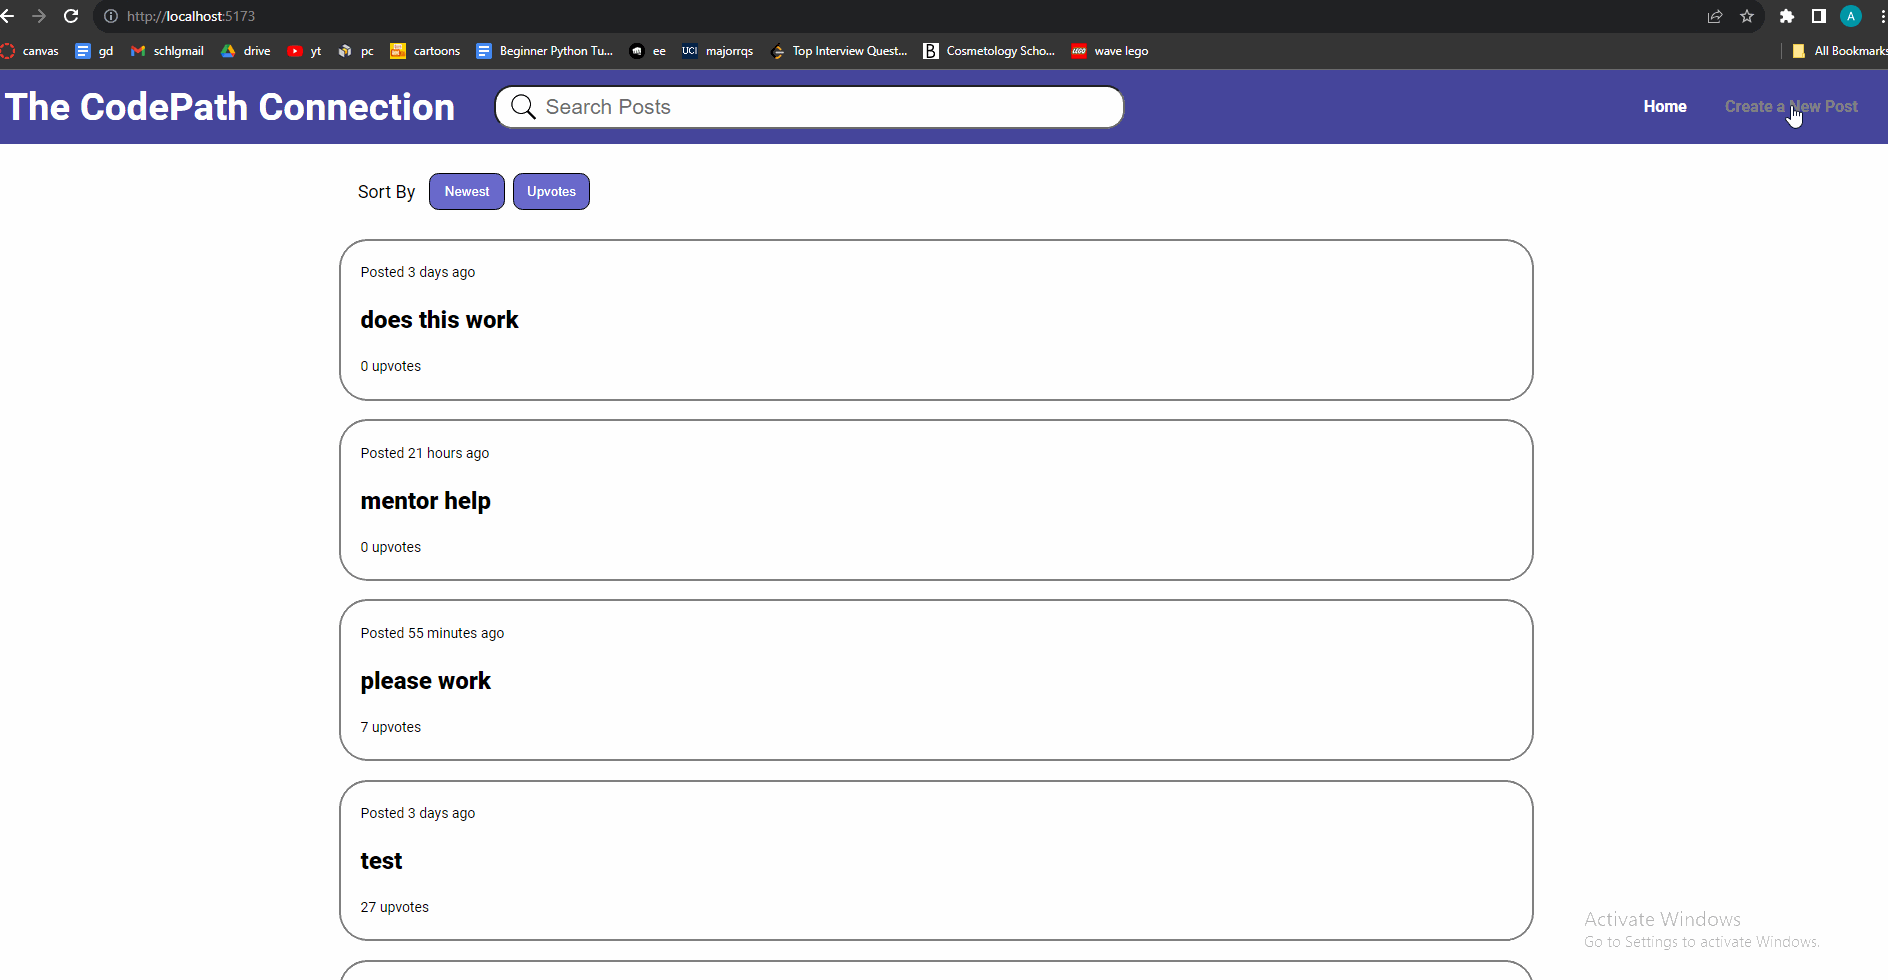 http://localhost:5173
A
canvas gd schlgmail drive yt pc cartoons Beginner Python Tu... ee UCI majorrqs Top Interview Quest... B Cosmetology Scho... LEGO wave lego All Bookmarks
The CodePath Connection Search Posts Home Create a New Post
Sort By Newest Upvotes
Posted 3 days ago
does this work
0 upvotes
Posted 21 hours ago
mentor help
0 upvotes
Posted 55 minutes ago
please work
7 upvotes
Posted 3 days ago
test
27 upvotes
Activate Windows
Go to Settings to activate Windows.